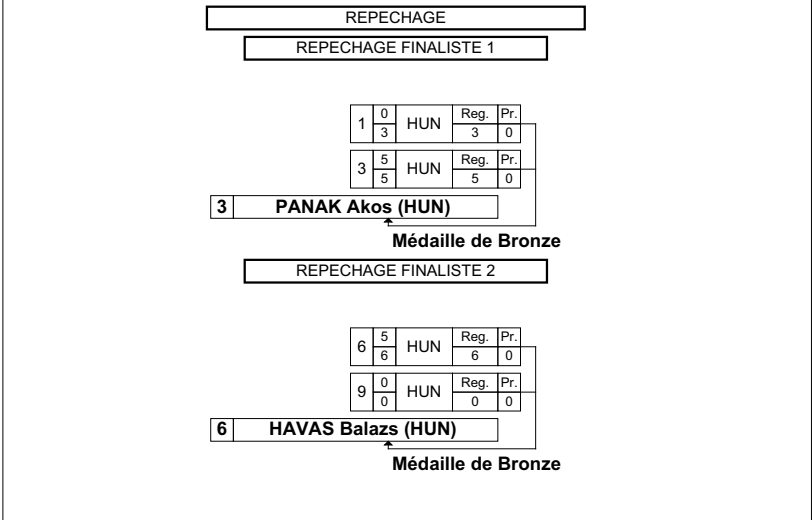 REPECHAGE
REPECHAGE FINALISTE 1
1 0 HUN Reg. Pr.
3 3 0
3 5 HUN Reg. Pr.
5 5 0
3 PANAK Akos (HUN)
Médaille de Bronze
REPECHAGE FINALISTE 2
6 5 HUN Reg. Pr.
6 6 0
9 0 HUN Reg. Pr.
0 0 0
6 HAVAS Balazs (HUN)
Médaille de Bronze